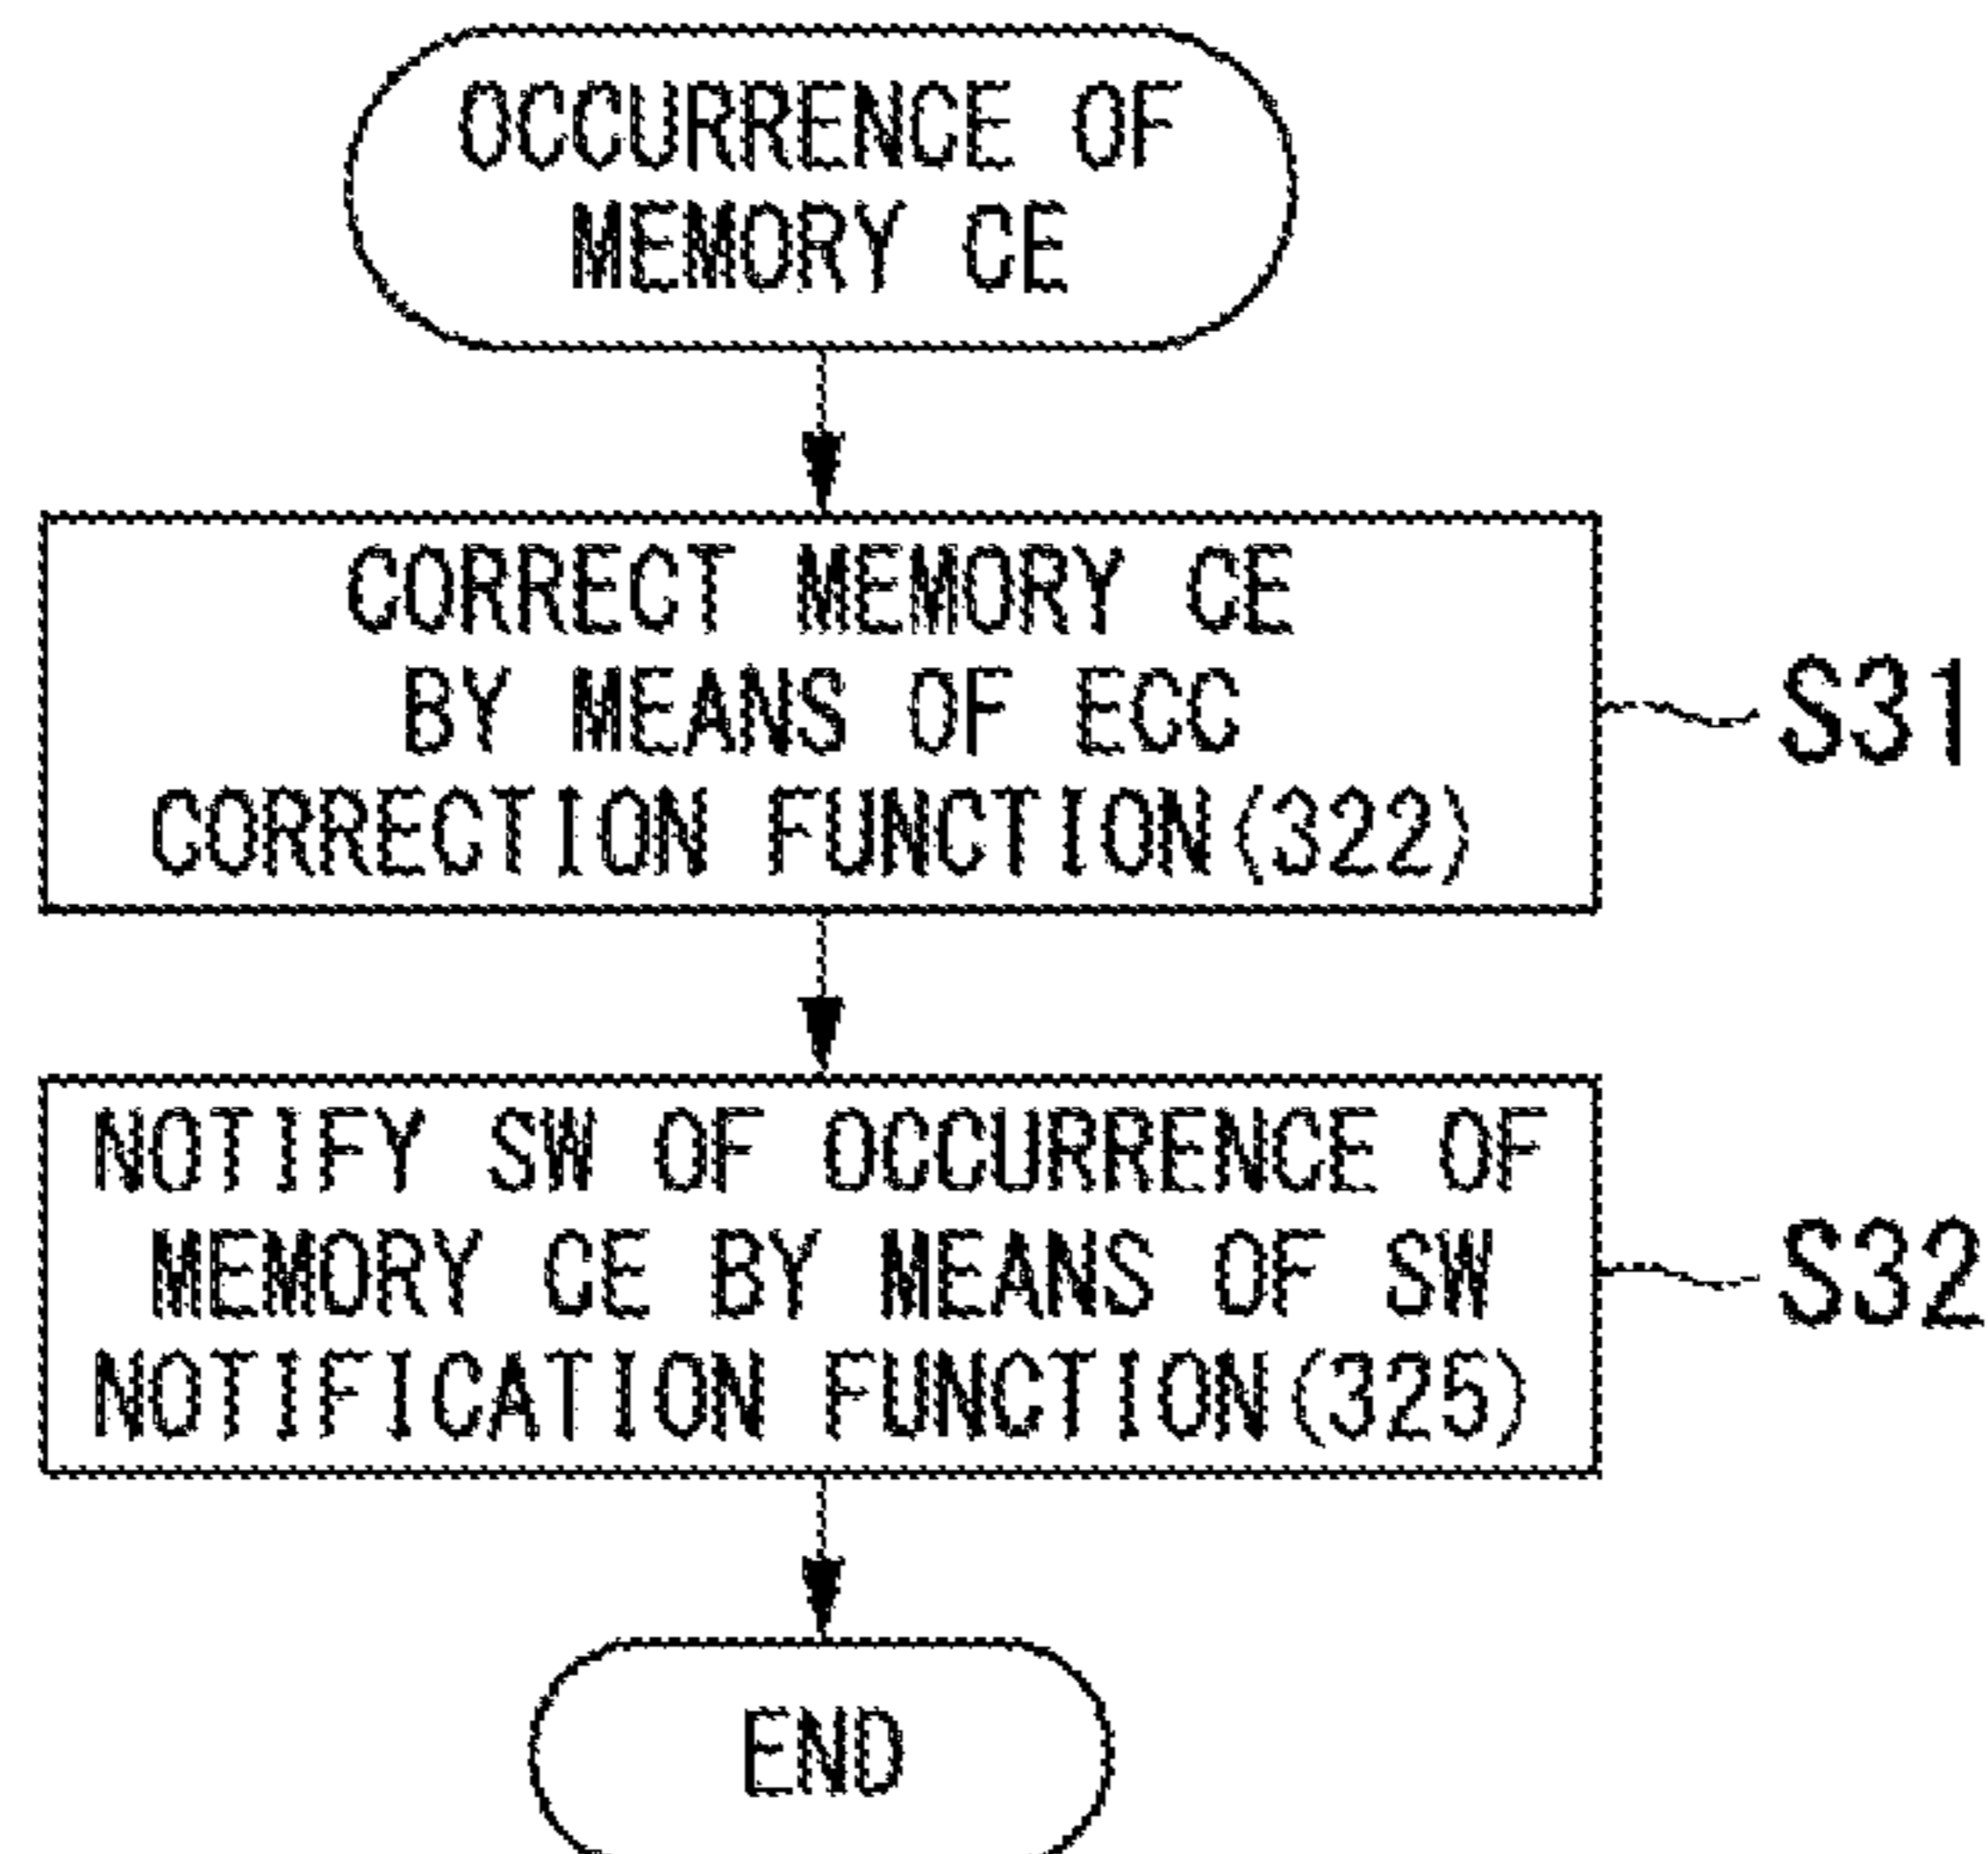 OCCURRENCE OF
MEMORY CE
CORRECT MEMORY CE
BY MEANS OF ECC
CORRECTION FUNCTION(322)
S31
NOTIFY SW OF OCCURRENCE OF
MEMORY CE BY MEANS OF SW
NOTIFICATION FUNCTION(325)
S32
END